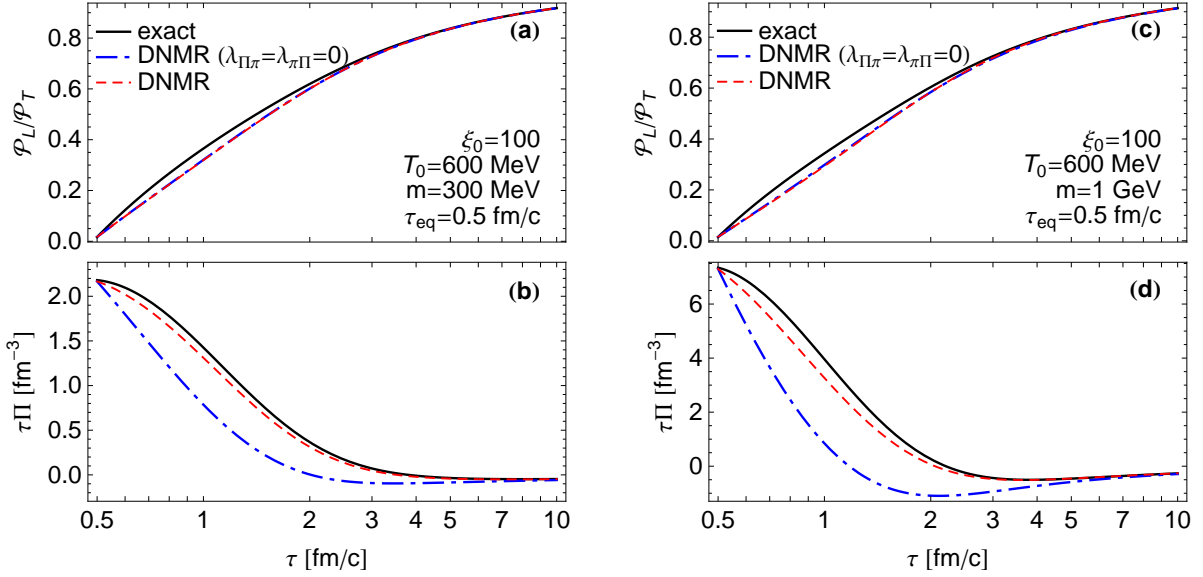 exact
DNMR (λΠπ=λπΠ=0)
DNMR
(a)
ξ0=100
T0=600 MeV
m=300 MeV
τeq=0.5 fm/c
PL/PT
0.8
0.6
0.4
0.2
0.0
exact
DNMR (λΠπ=λπΠ=0)
DNMR
(c)
ξ0=100
T0=600 MeV
m=1 GeV
τeq=0.5 fm/c
PL/PT
0.8
0.6
0.4
0.2
0.0
(b)
τΠ [fm−3]
2.0
1.5
1.0
0.5
0.0
0.5 1 2 3 4 5 7 10
τ [fm/c]
(d)
τΠ [fm−3]
6
4
2
0
0.5 1 2 3 4 5 7 10
τ [fm/c]